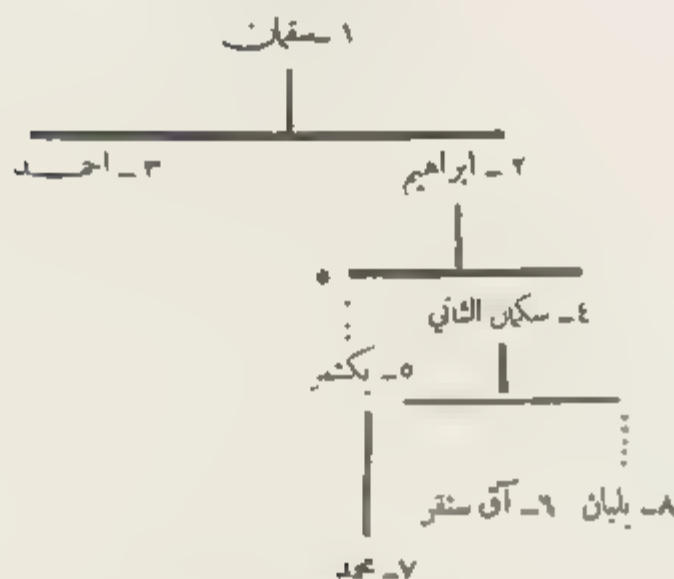 ١ ـ سقمان
٢ ـ ابراهيم ٣ ـ احمد
٤ ـ سكمان الثاني
٥ ـ بكتمر
٨ ـ بلبان ٦ ـ آق سنقر
٧ ـ محمد